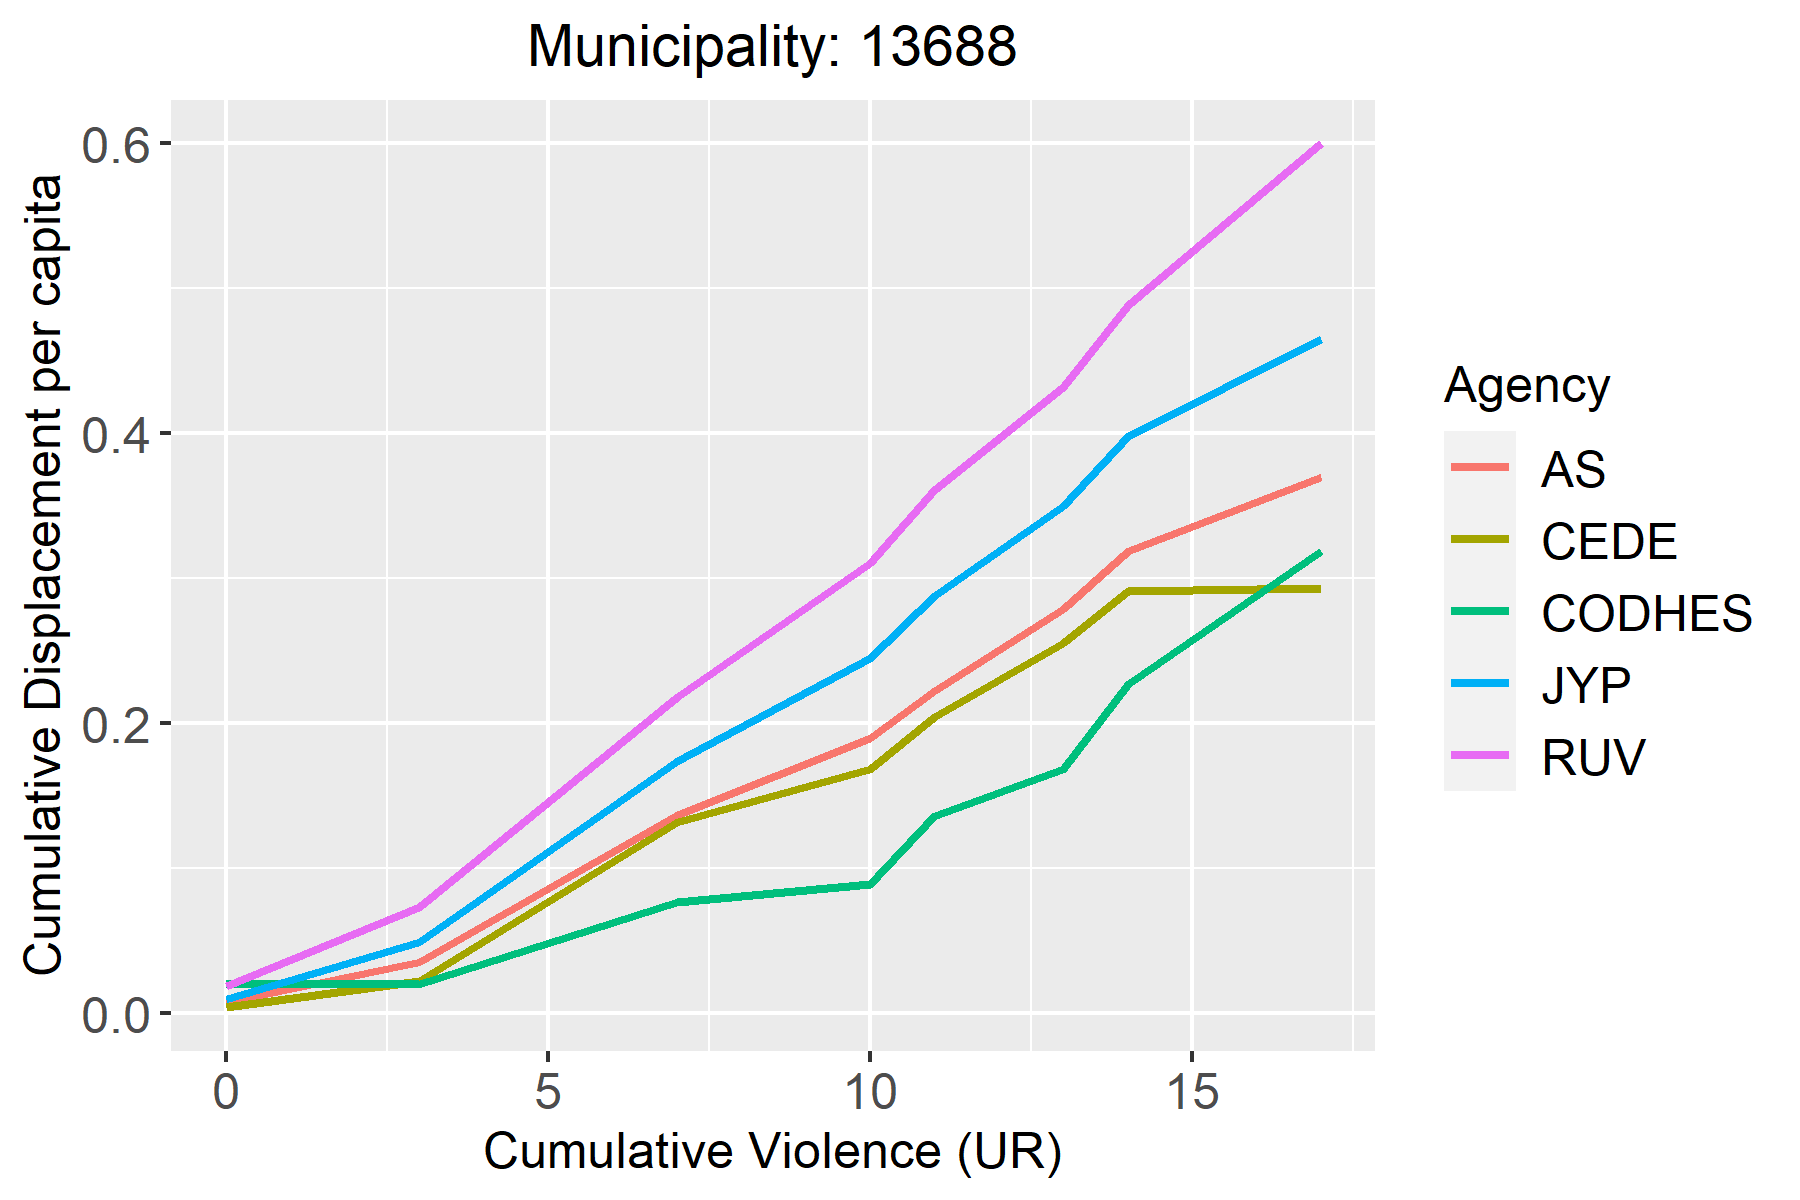 Municipality: 13688
Cumulative Displacement per capita
0.6
0.4
0.2
0.0
0
5
10
15
Cumulative Violence (UR)
Agency
AS
CEDE
CODHES
JYP
RUV